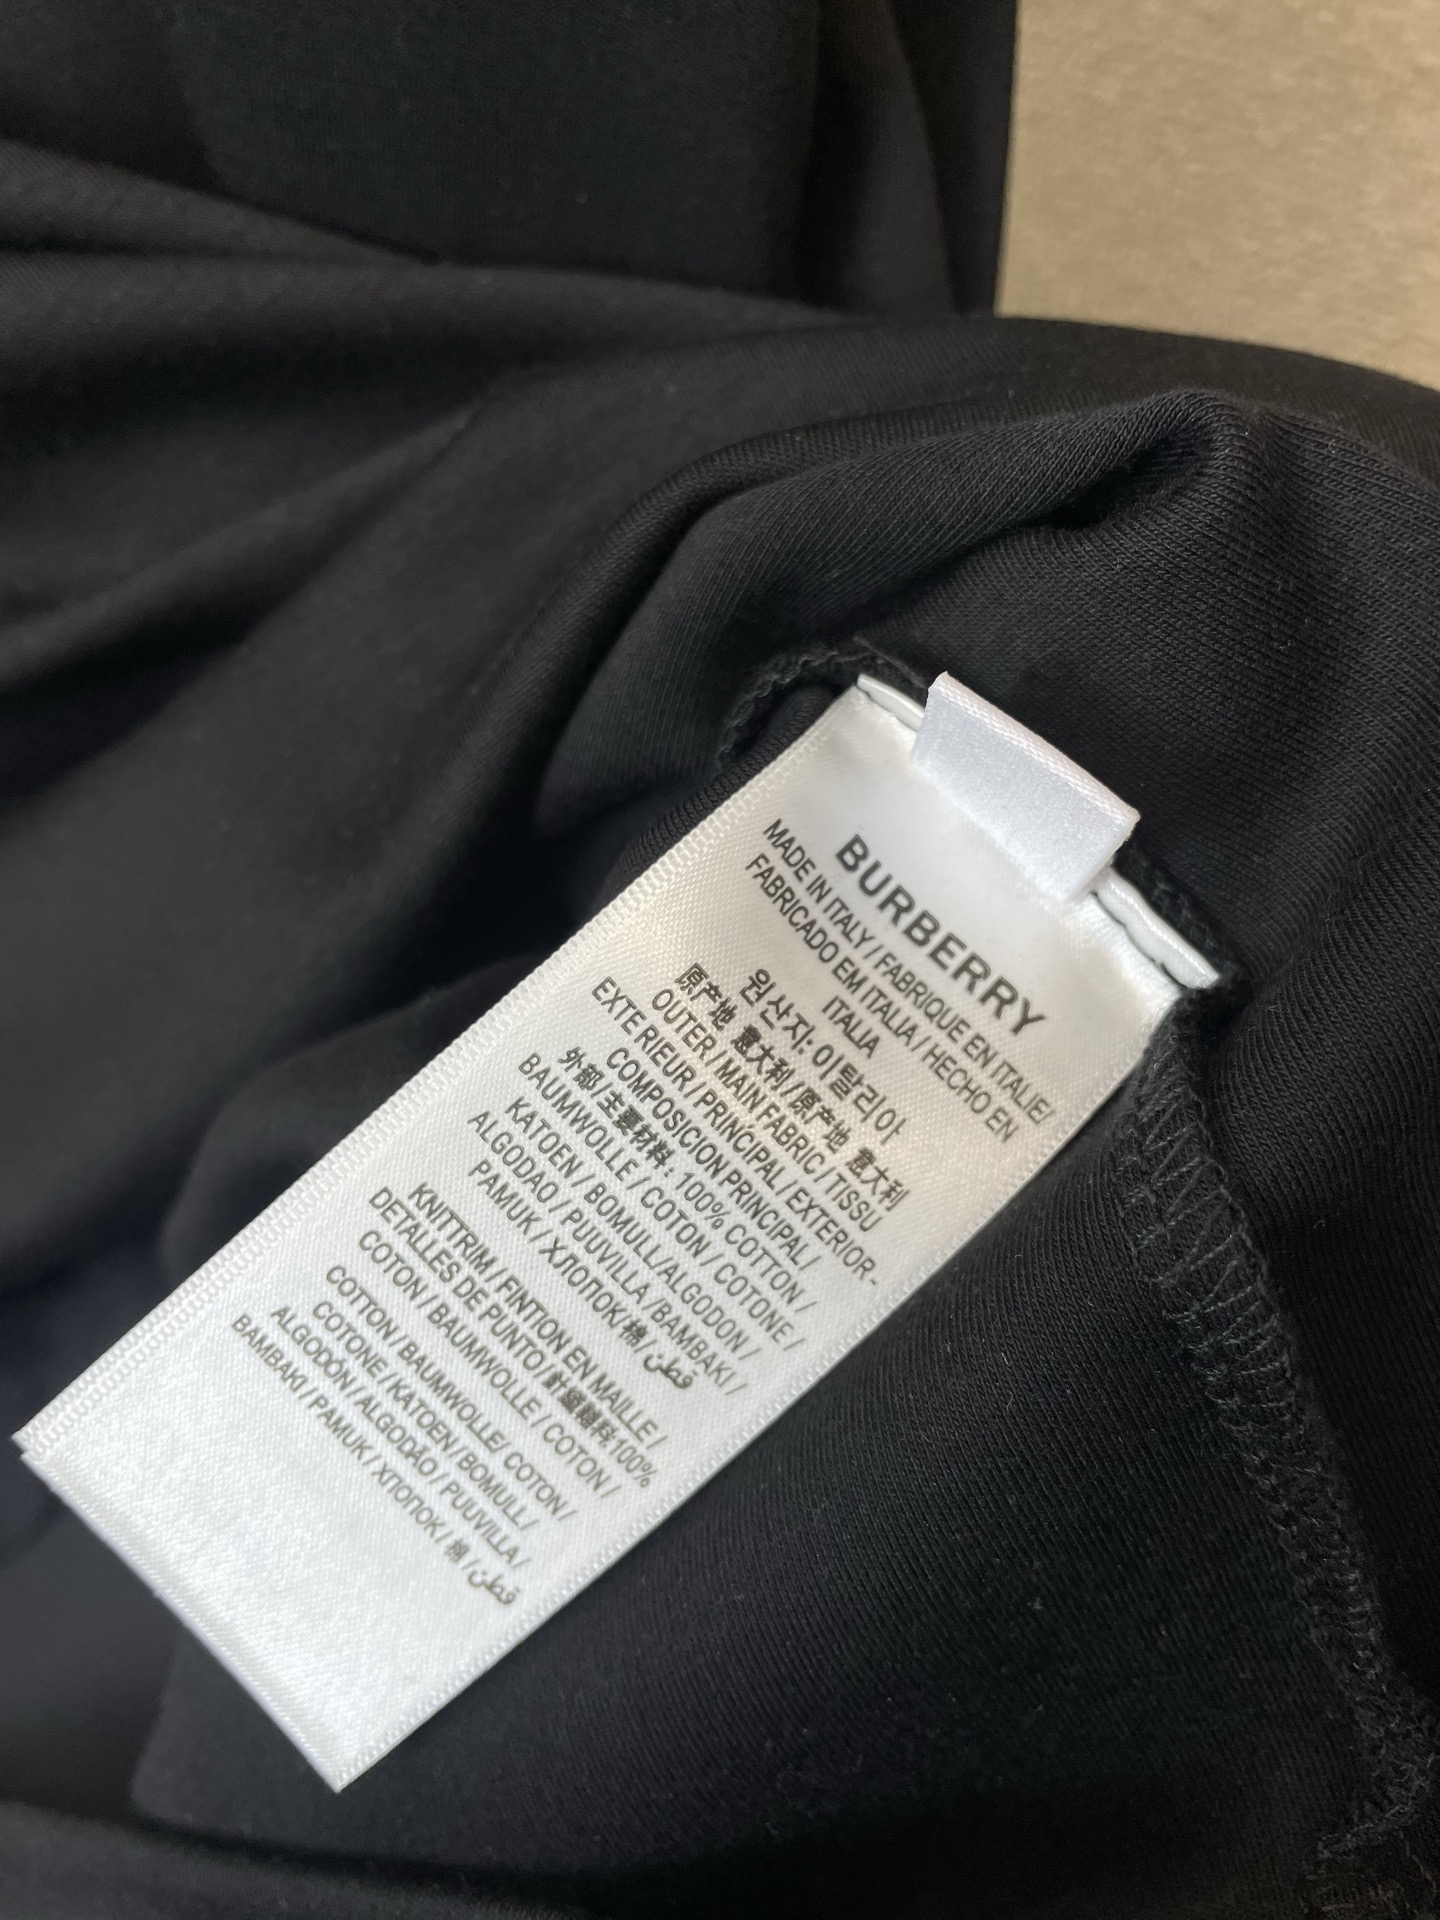 BURBERRY
MADE IN ITALY / FABRIQUE EN ITALIE/
FABRICADO EM ITALIA / HECHO EN
ITALIA
원산지: 이탈리아
原产地 意大利/原产地 意大利
OUTER / MAIN FABRIC / TISSU
EXTE RIEUR / PRINCIPAL / EXTERIOR -
COMPOSICION PRINCIPAL /
外部/主要材料: 100% COTTON /
BAUMWOLLE / COTON / COTONE /
KATOEN / BOMULL/ALGODON /
ALGODAO / PUUVILLA /BAMBAKI /
PAMUK / ХЛОПОК/棉/ قطن
KNITTRIM / FINTION EN MAILLE /
DETALLES DE PUNTO/針織 料100%
COTON / BAUMWOLLE / COTON /
COTTON / BAUMWOLLE/ COTON/
COTONE / KATOEN / BOMULL/
ALGODÓN / ALGODÃO / PUUVILLA /
BAMBAKI / PAMUK / ХЛОПОК/ 棉 / قطن